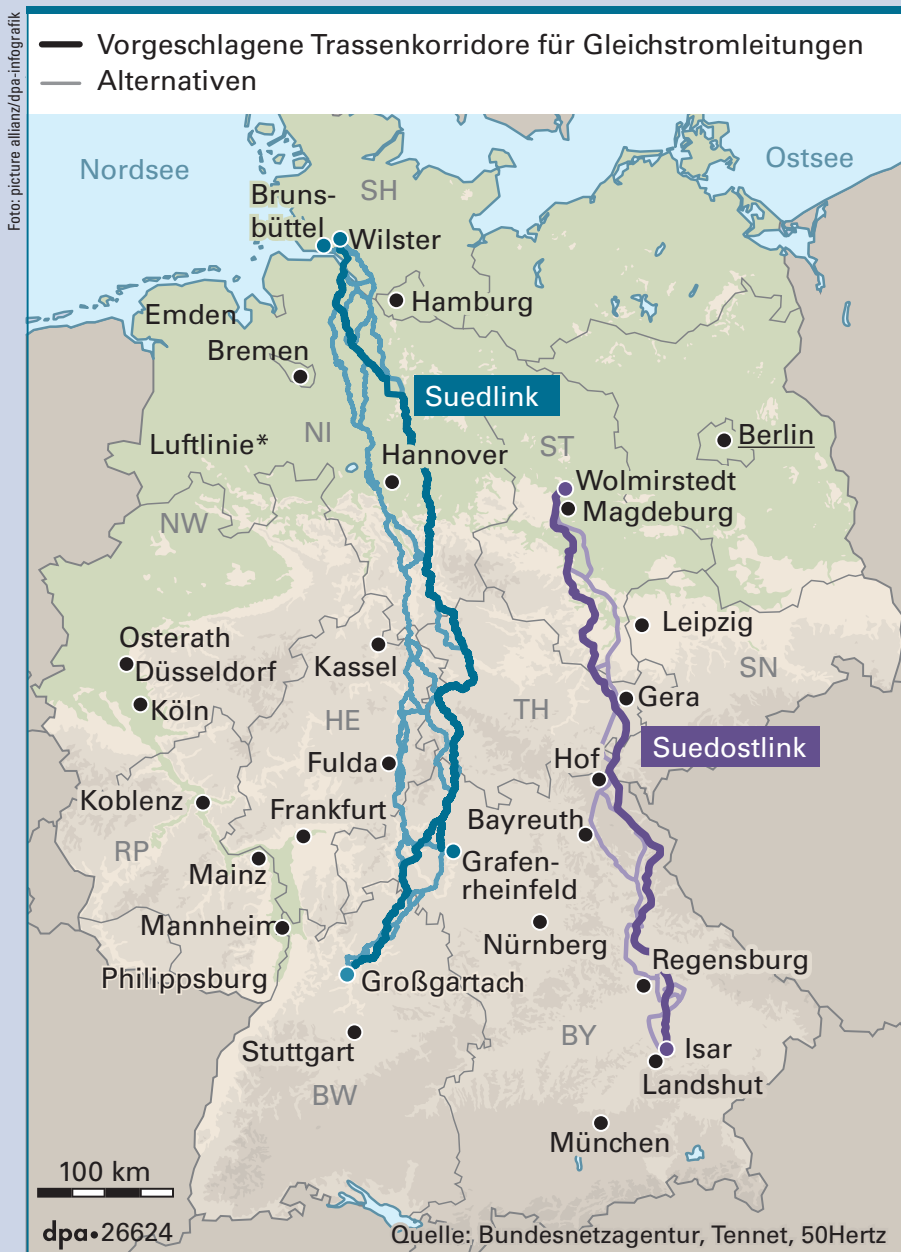 Foto: picture allianz/dpa-infografik
Vorgeschlagene Trassenkorridore für Gleichstromleitungen
Alternativen
Nordsee
Ostsee
SH
Bruns-
büttel
Wilster
Hamburg
Emden
Bremen
Suedlink
NI
Luftlinie*
Hannover
ST
Berlin
Wolmirstedt
Magdeburg
NW
Leipzig
Osterath
Düsseldorf
Kassel
SN
Köln
HE
TH
Gera
Suedostlink
Fulda
Hof
Koblenz
Frankfurt
Bayreuth
RP
Mainz
Grafen-
rheinfeld
Mannheim
Nürnberg
Philippsburg
Großgartach
Regensburg
Stuttgart
BY
Isar
Landshut
BW
München
100 km
dpa•26624
Quelle: Bundesnetzagentur, Tennet, 50Hertz